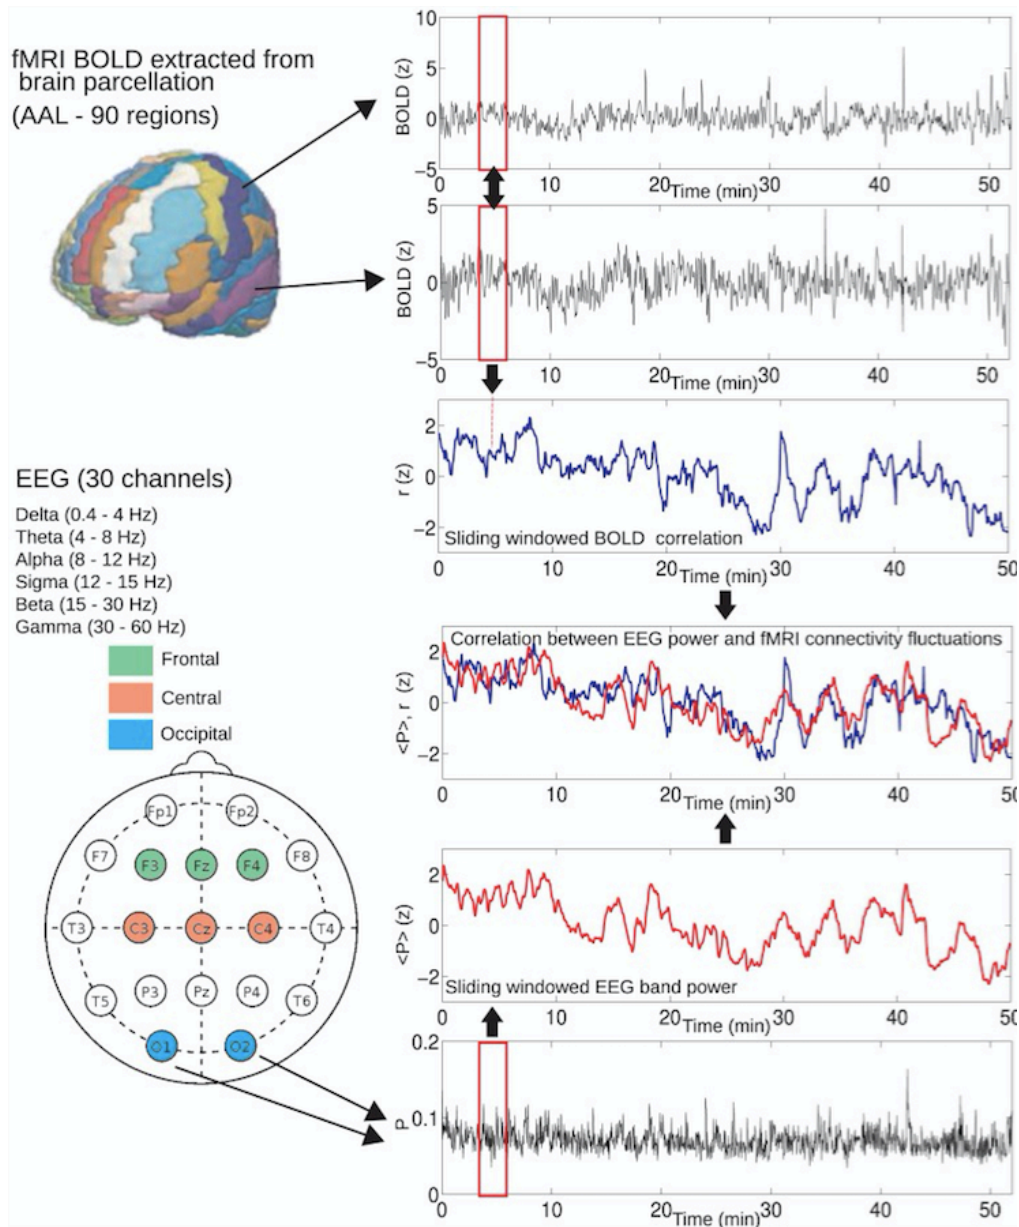 fMRI BOLD extracted from
brain parcellation
(AAL - 90 regions)
10
5
0
−5
BOLD (z)
0 10 20 30 40 50
Time (min)
5
0
−5
BOLD (z)
0 10 20 30 40 50
Time (min)
2
0
−2
r (z)
Sliding windowed BOLD correlation
0 10 20 30 40 50
Time (min)
EEG (30 channels)
Delta (0.4 - 4 Hz)
Theta (4 - 8 Hz)
Alpha (8 - 12 Hz)
Sigma (12 - 15 Hz)
Beta (15 - 30 Hz)
Gamma (30 - 60 Hz)
Frontal
Central
Occipital
Correlation between EEG power and fMRI connectivity fluctuations
2
0
−2
<P>, r (z)
0 10 20 30 40 50
Time (min)
Fp1 Fp2
F7 F3 Fz F4 F8
T3 C3 Cz C4 T4
T5 P3 Pz P4 T6
O1 O2
2
0
−2
<P> (z)
Sliding windowed EEG band power
0 10 20 30 40 50
Time (min)
0.2
0.1
0
P
0 10 20 30 40 50
Time (min)